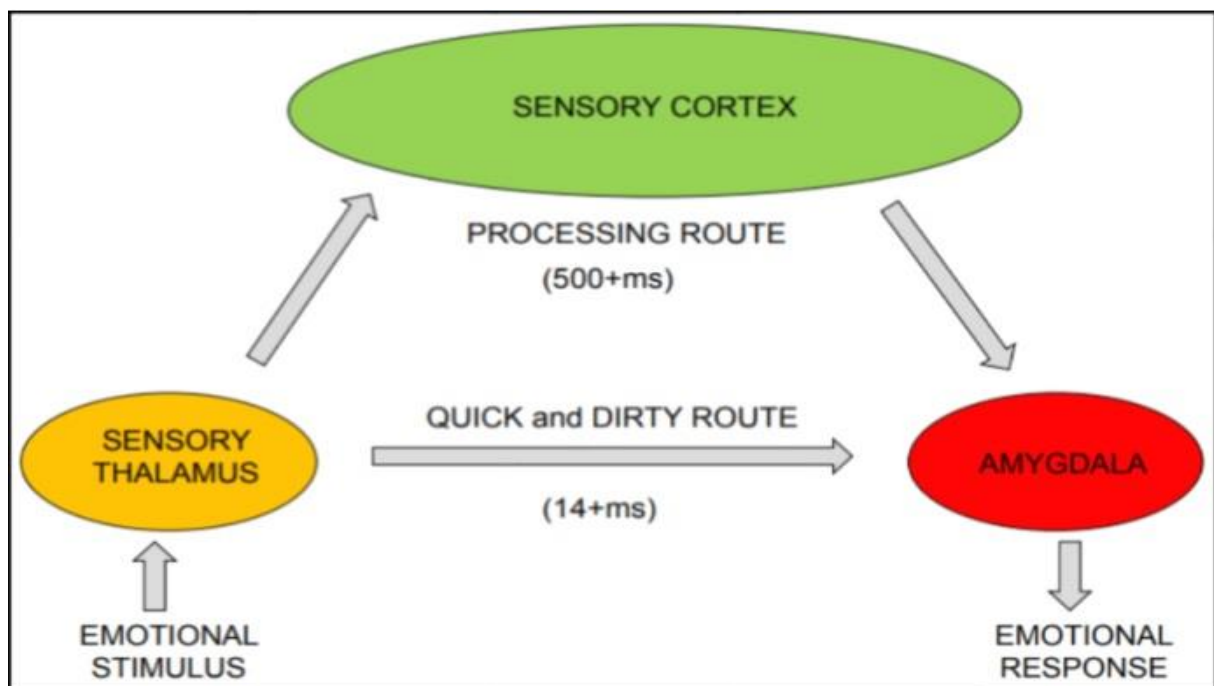 SENSORY CORTEX
PROCESSING ROUTE
(500+ms)
QUICK and DIRTY ROUTE
SENSORY
THALAMUS
AMYGDALA
(14+ms)
EMOTIONAL
STIMULUS
EMOTIONAL
RESPONSE